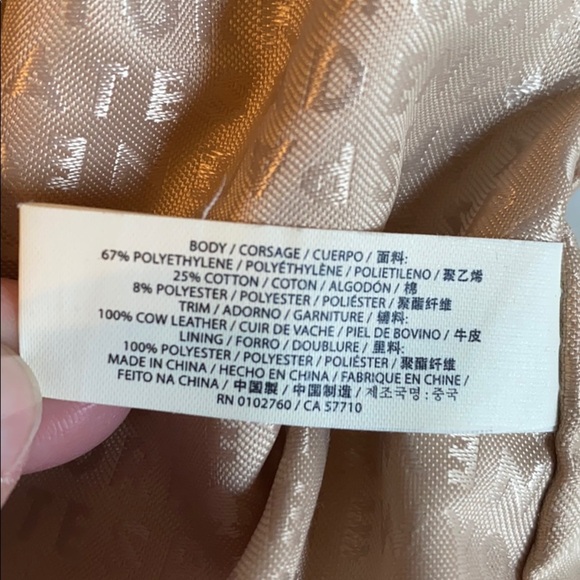 BODY / CORSAGE / CUERPO / 面料:
67% POLYETHYLENE / POLYÉTHYLÈNE / POLIETILENO / 聚乙烯
25% COTTON / COTON / ALGODÓN / 棉
8% POLYESTER / POLYESTER / POLIÉSTER / 聚酯纤维
TRIM / ADORNO / GARNITURE / 辅料:
100% COW LEATHER / CUIR DE VACHE / PIEL DE BOVINO / 牛皮
LINING / FORRO / DOUBLURE / 里料:
100% POLYESTER / POLYESTER / POLIÉSTER / 聚酯纤维
MADE IN CHINA / HECHO EN CHINA / FABRIQUE EN CHINE /
FEITO NA CHINA / 中國製 / 中国制造 / 제조국명 : 중국
RN 0102760 / CA 57710